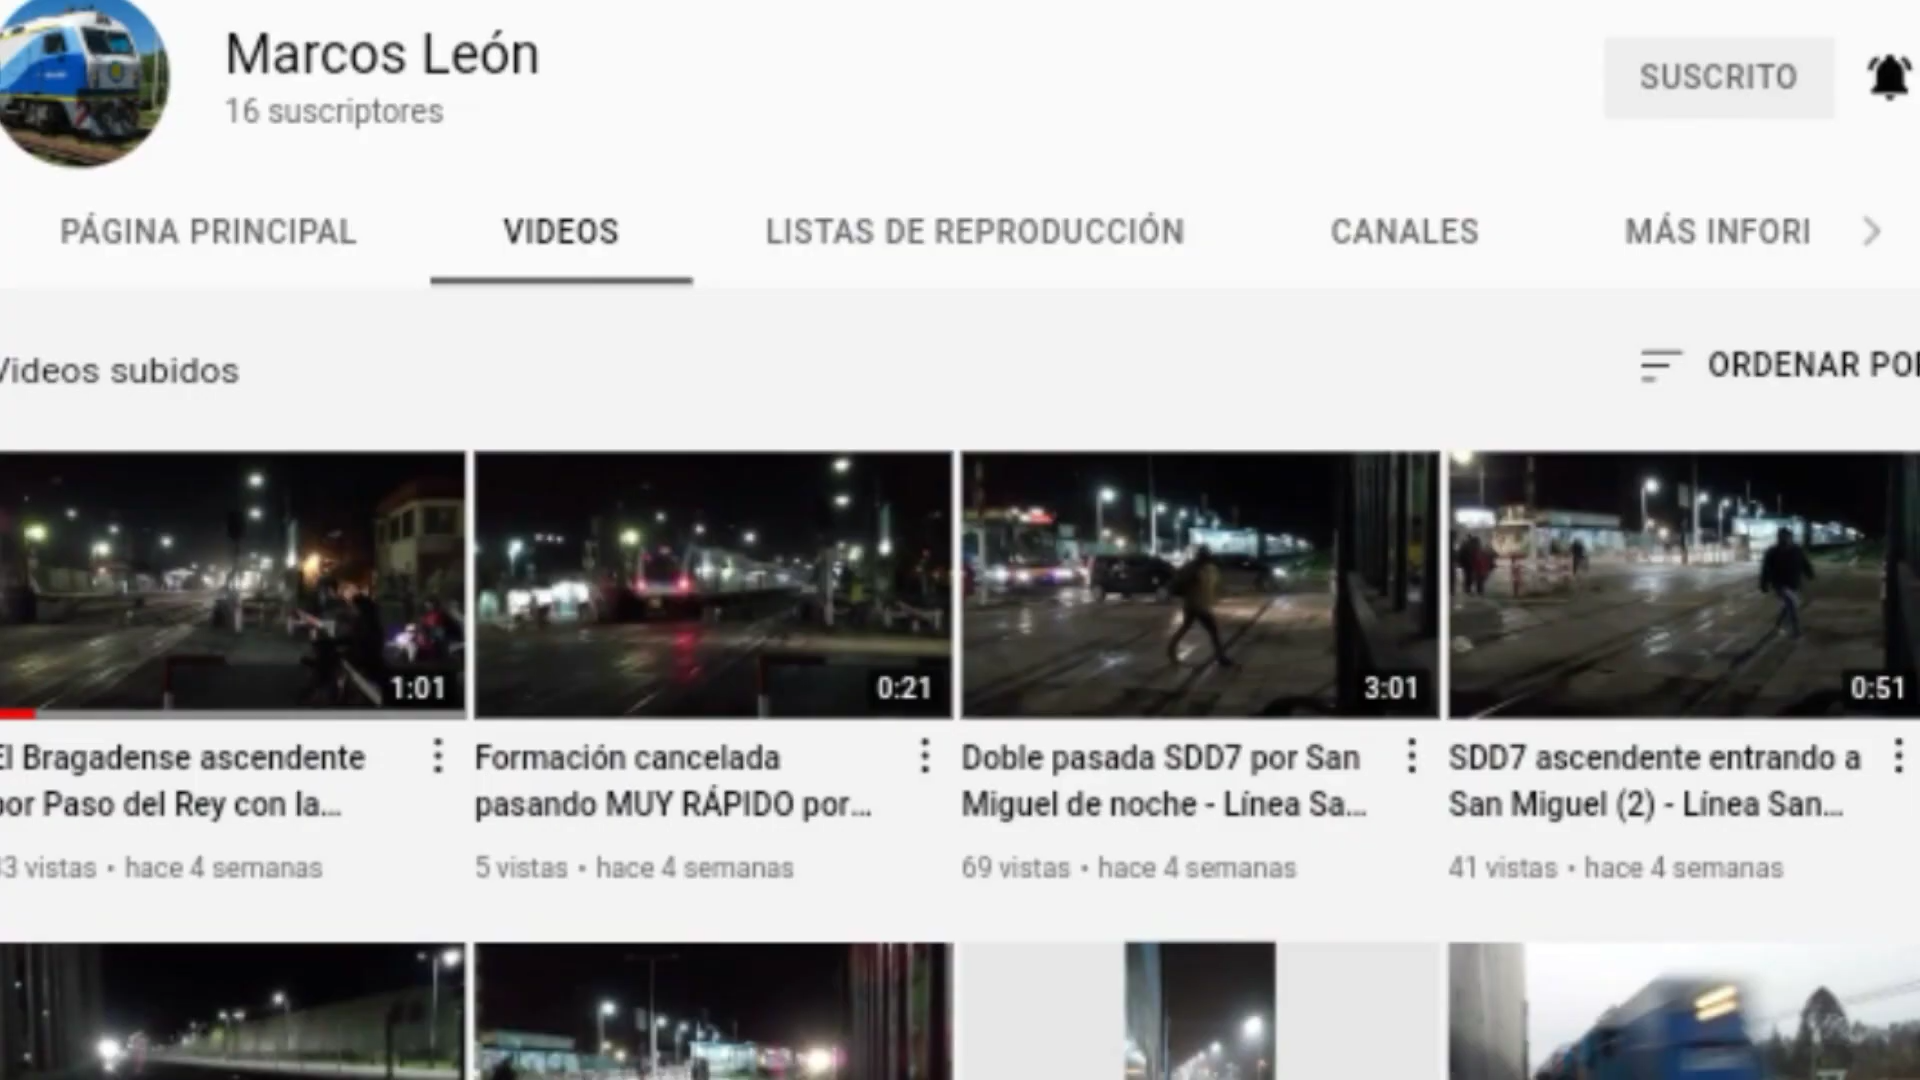 Marcos León
16 suscriptores
SUSCRITO
PÁGINA PRINCIPAL
VIDEOS
LISTAS DE REPRODUCCIÓN
CANALES
MÁS INFORI
Videos subidos
ORDENAR POR
1:01
0:21
3:01
0:51
El Bragadense ascendente
por Paso del Rey con la...
33 vistas • hace 4 semanas
Formación cancelada
pasando MUY RÁPIDO por...
5 vistas • hace 4 semanas
Doble pasada SDD7 por San
Miguel de noche - Línea Sa...
69 vistas • hace 4 semanas
SDD7 ascendente entrando a
San Miguel (2) - Línea San...
41 vistas • hace 4 semanas